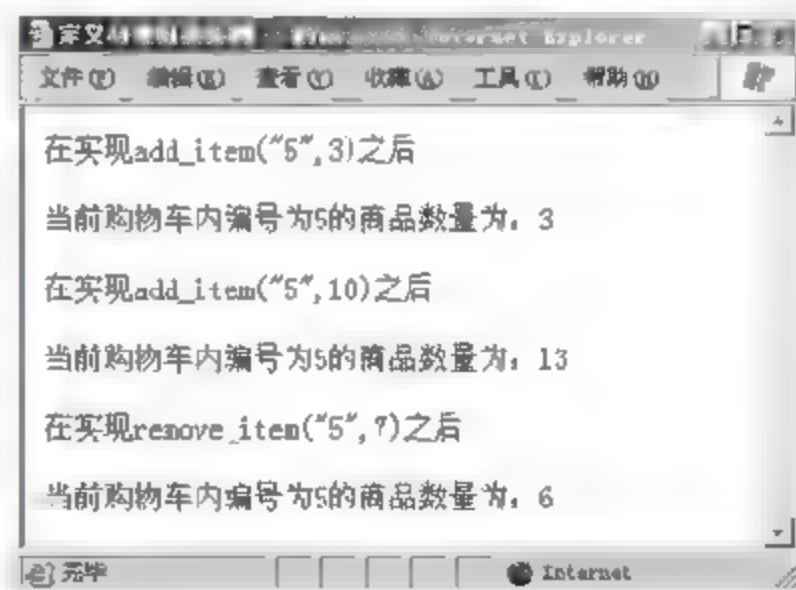 定义 Internet Explorer
文件(F) 编辑(E) 查看(V) 收藏(A) 工具(T) 帮助(H)
在实现add_item("5",3)之后
当前购物车内编号为5的商品数量为：3
在实现add_item("5",10)之后
当前购物车内编号为5的商品数量为：13
在实现remove_item("5",7)之后
当前购物车内编号为5的商品数量为：6
完毕 Internet